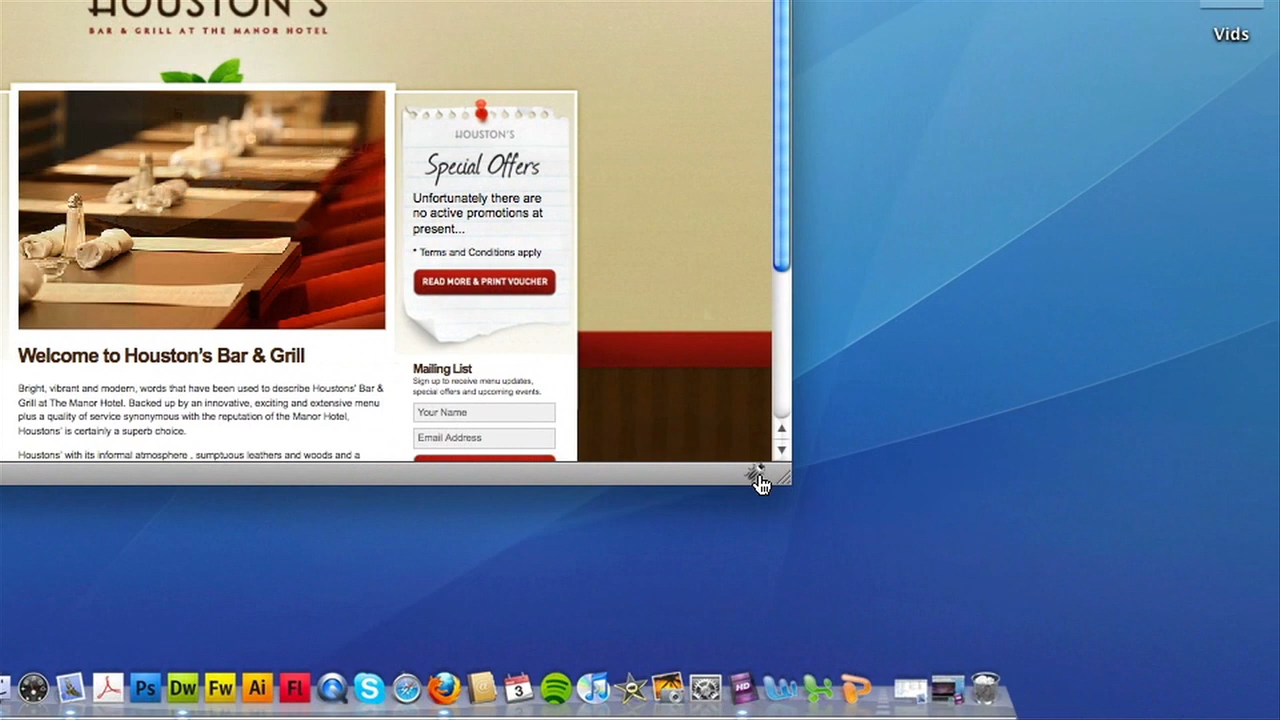 HOUSTON'S
BAR & GRILL AT THE MANOR HOTEL
Vids
HOUSTON'S
Special Offers
Unfortunately there are
no active promotions at
present...
* Terms and Conditions apply
READ MORE & PRINT VOUCHER
Welcome to Houston's Bar & Grill
Bright, vibrant and modern, words that have been used to describe Houstons' Bar &
Grill at The Manor Hotel. Backed up by an innovative, exciting and extensive menu
plus a quality of service synonymous with the reputation of the Manor Hotel,
Houstons' is certainly a superb choice.
Houstons' with its informal atmosphere , sumptuous leathers and woods and a
Mailing List
Sign up to receive menu updates,
special offers and upcoming events.
Your Name
Email Address
Ps
Dw
Fw
Ai
Fl
3
HD